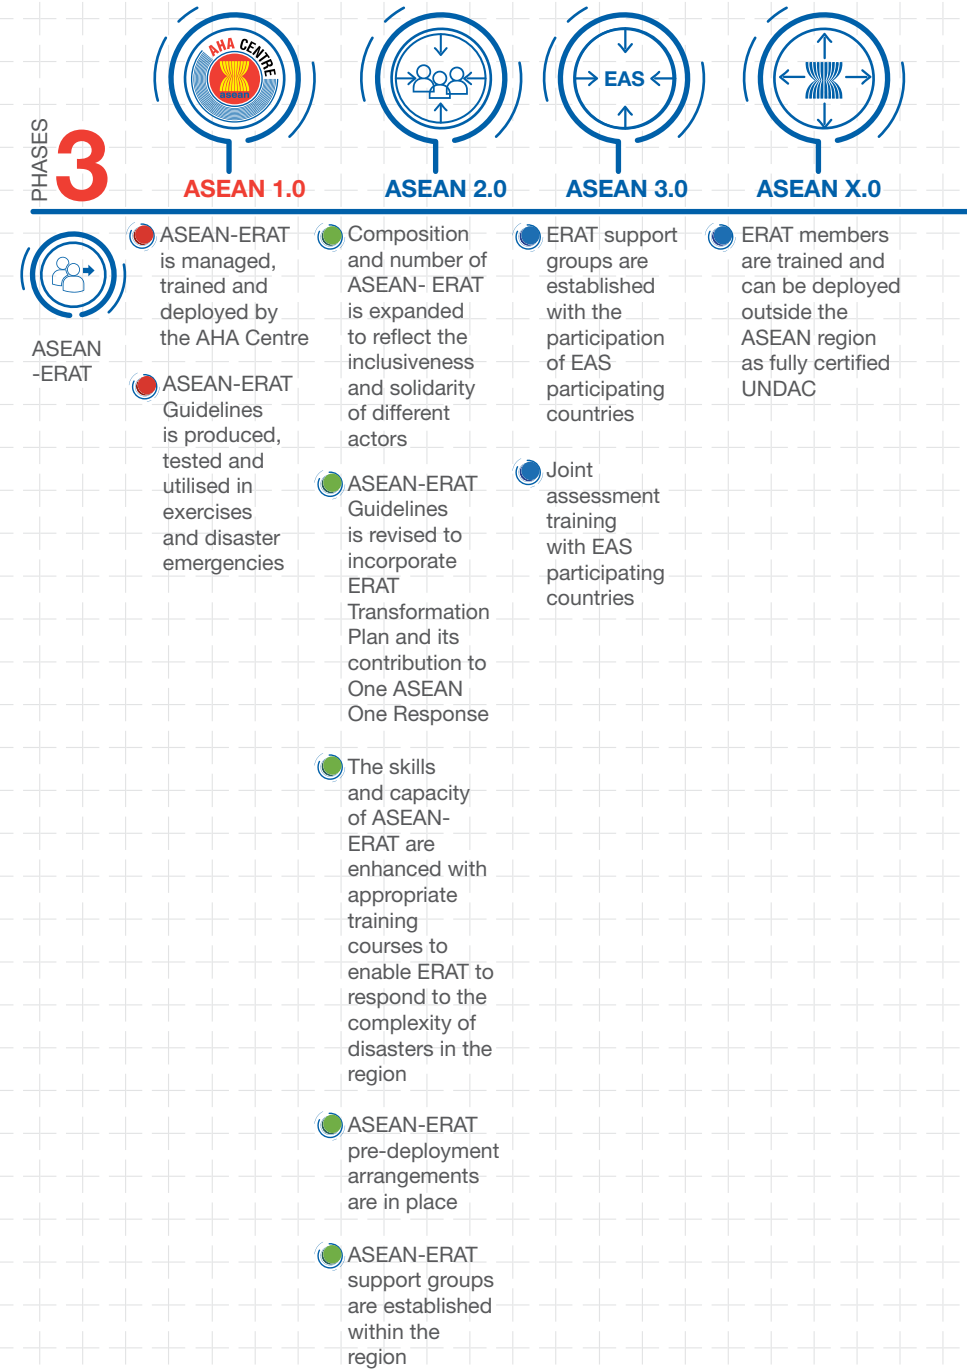 PHASES
3
AHA CENTRE
asean
EAS
ASEAN 1.0
ASEAN 2.0
ASEAN 3.0
ASEAN X.0
ASEAN
-ERAT
ASEAN-ERAT
is managed,
trained and
deployed by
the AHA Centre
ASEAN-ERAT
Guidelines
is produced,
tested and
utilised in
exercises
and disaster
emergencies
Composition
and number of
ASEAN- ERAT
is expanded
to reflect the
inclusiveness
and solidarity
of different
actors
ASEAN-ERAT
Guidelines
is revised to
incorporate
ERAT
Transformation
Plan and its
contribution to
One ASEAN
One Response
The skills
and capacity
of ASEAN-
ERAT are
enhanced with
appropriate
training
courses to
enable ERAT to
respond to the
complexity of
disasters in the
region
ASEAN-ERAT
pre-deployment
arrangements
are in place
ASEAN-ERAT
support groups
are established
within the
region
ERAT support
groups are
established
with the
participation
of EAS
participating
countries
Joint
assessment
training
with EAS
participating
countries
ERAT members
are trained and
can be deployed
outside the
ASEAN region
as fully certified
UNDAC